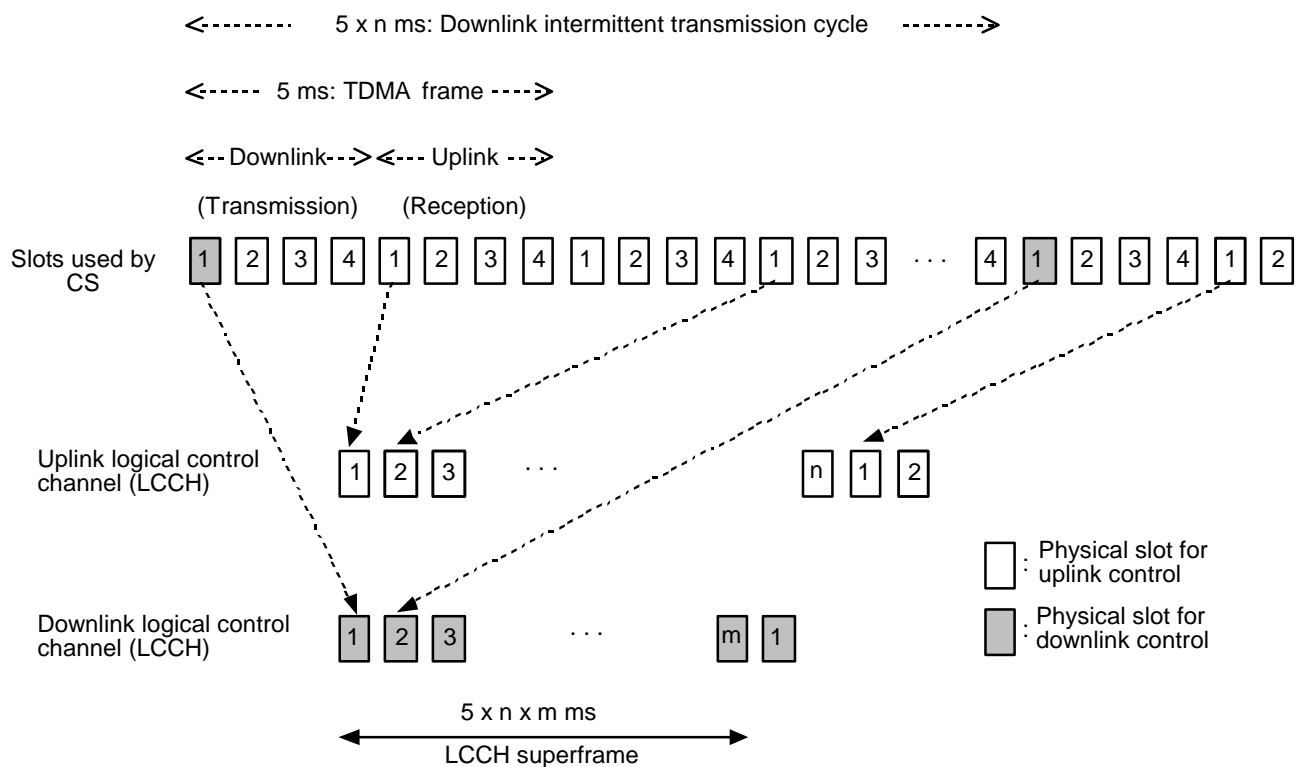 5 x n ms: Downlink intermittent transmission cycle
5 ms: TDMA frame
Downlink Uplink
(Transmission) (Reception)
Slots used by
CS
1 2 3 4 1 2 3 4 1 2 3 4 1 2 3 . . . 4 1 2 3 4 1 2
Uplink logical control
channel (LCCH)
1 2 3 . . . n 1 2
: Physical slot for
uplink control
Downlink logical control
channel (LCCH)
1 2 3 . . . m 1
: Physical slot for
downlink control
5 x n x m ms
LCCH superframe